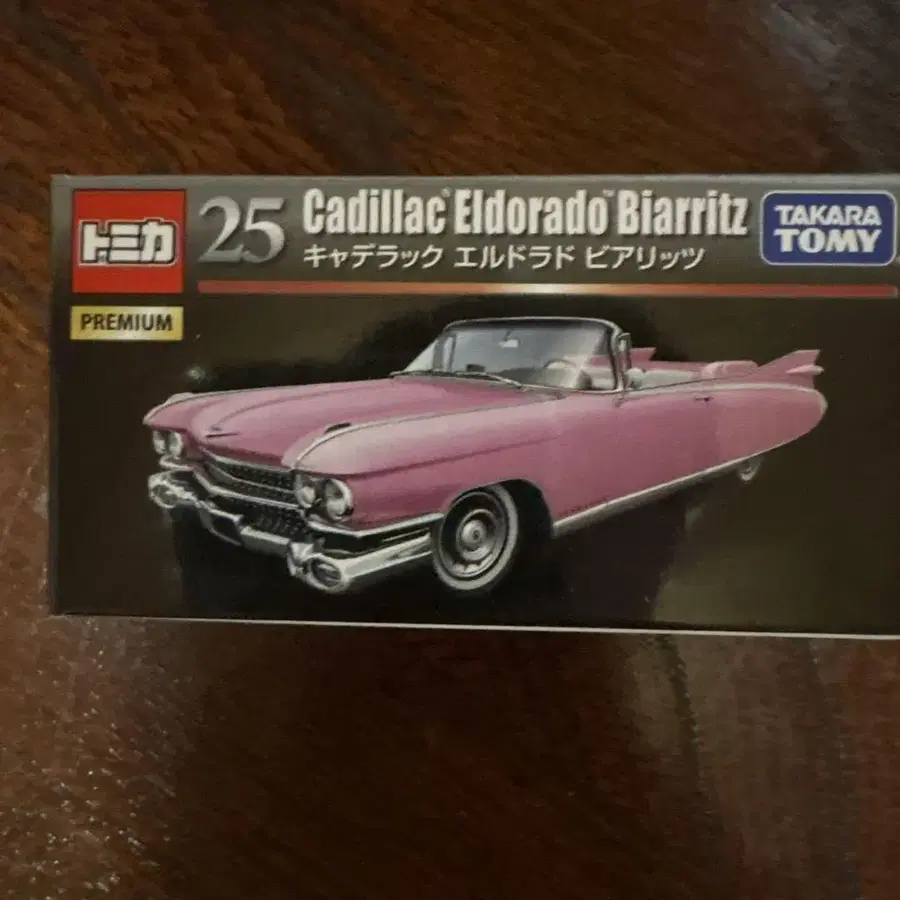 トミカ
PREMIUM
25
Cadillac® Eldorado™ Biarritz
キャデラック エルドラド ビアリッツ
TAKARA
TOMY